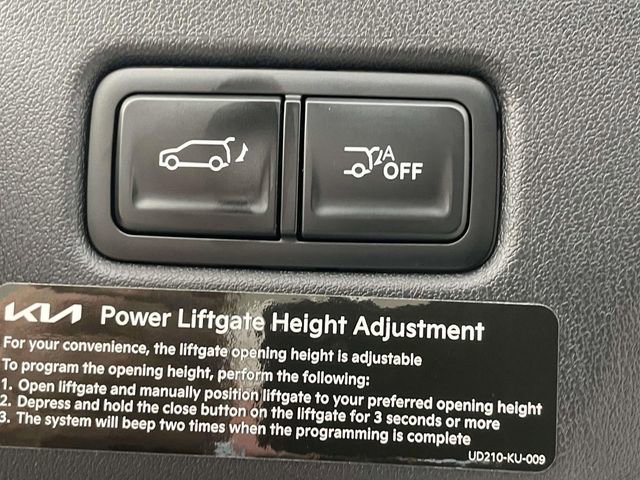 A
OFF
KIA Power Liftgate Height Adjustment
For your convenience, the liftgate opening height is adjustable
To program the opening height, perform the following:
1. Open liftgate and manually position liftgate to your preferred opening height
2. Depress and hold the close button on the liftgate for 3 seconds or more
3. The system will beep two times when the programming is complete
UD210-KU-009